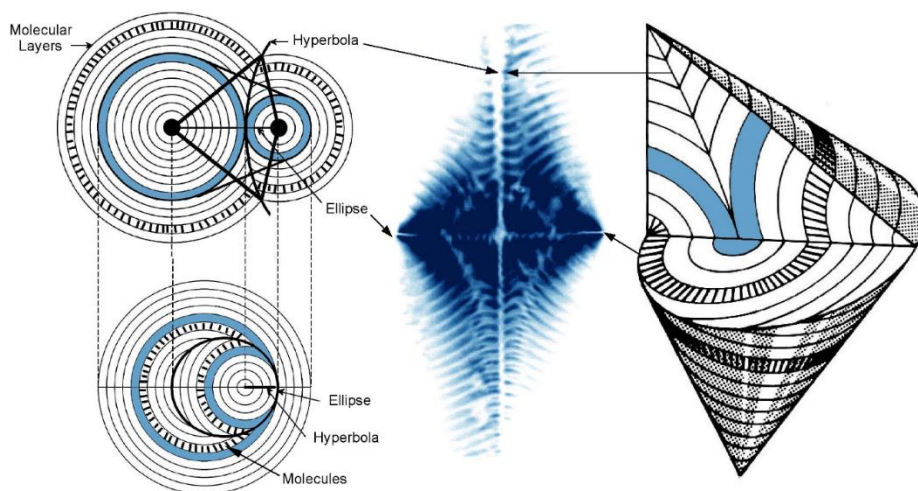 Molecular
Layers
Hyperbola
Ellipse
Ellipse
Hyperbola
Molecules